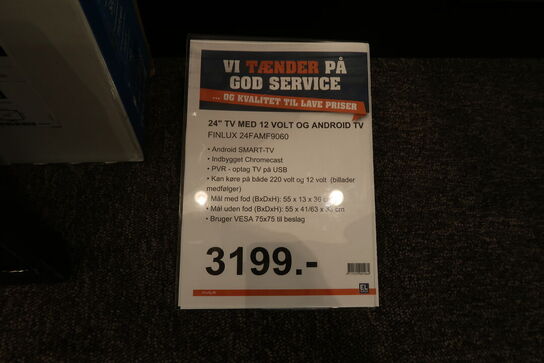 VI TÆNDER PÅ
GOD SERVICE
... OG KVALITET TIL LAVE PRISER
24" TV MED 12 VOLT OG ANDROID TV
FINLUX 24FAMF9060
• Android SMART-TV
• Indbygget Chromecast
• PVR - optag TV på USB
• Kan køre på både 220 volt og 12 volt (billader
medfølger)
• Mål med fod (BxDxH): 55 x 13 x 36 cm
• Mål uden fod (BxDxH): 55 x 41/63 x cm
• Bruger VESA 75x75 til beslag
3199.-
EL